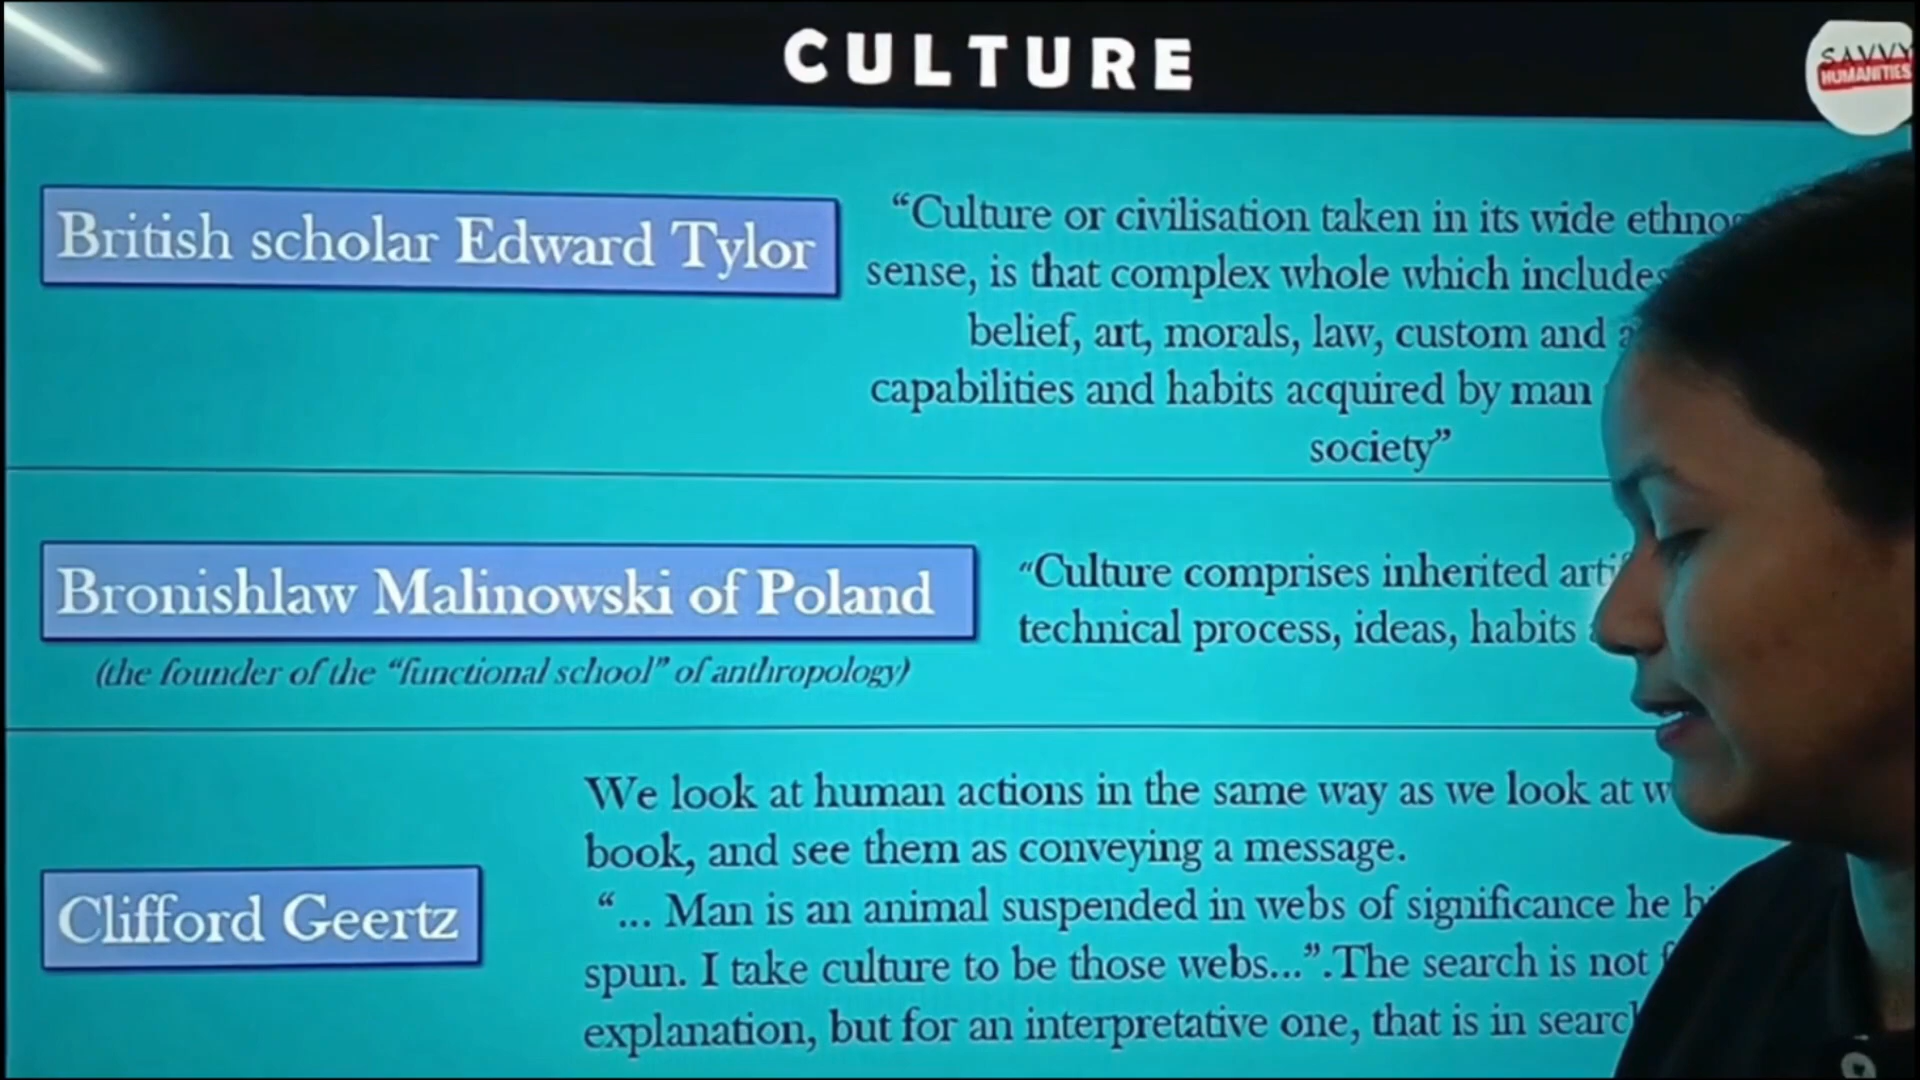 CULTURE
SAVVY
HUMANITIES
British scholar Edward Tylor
“Culture or civilisation taken in its wide
sense, is that complex whole which includes
belief, art, morals, law, custom and
capabilities and habits acquired by man
society”
Bronishlaw Malinowski of Poland
(the founder of the “functional school” of anthropology)
“Culture comprises inherited
technical process, ideas, habits
Clifford Geertz
We look at human actions in the same way as we look at
book, and see them as conveying a message.
“... Man is an animal suspended in webs of significance he
spun. I take culture to be those webs...”.The search is not
explanation, but for an interpretative one, that is in